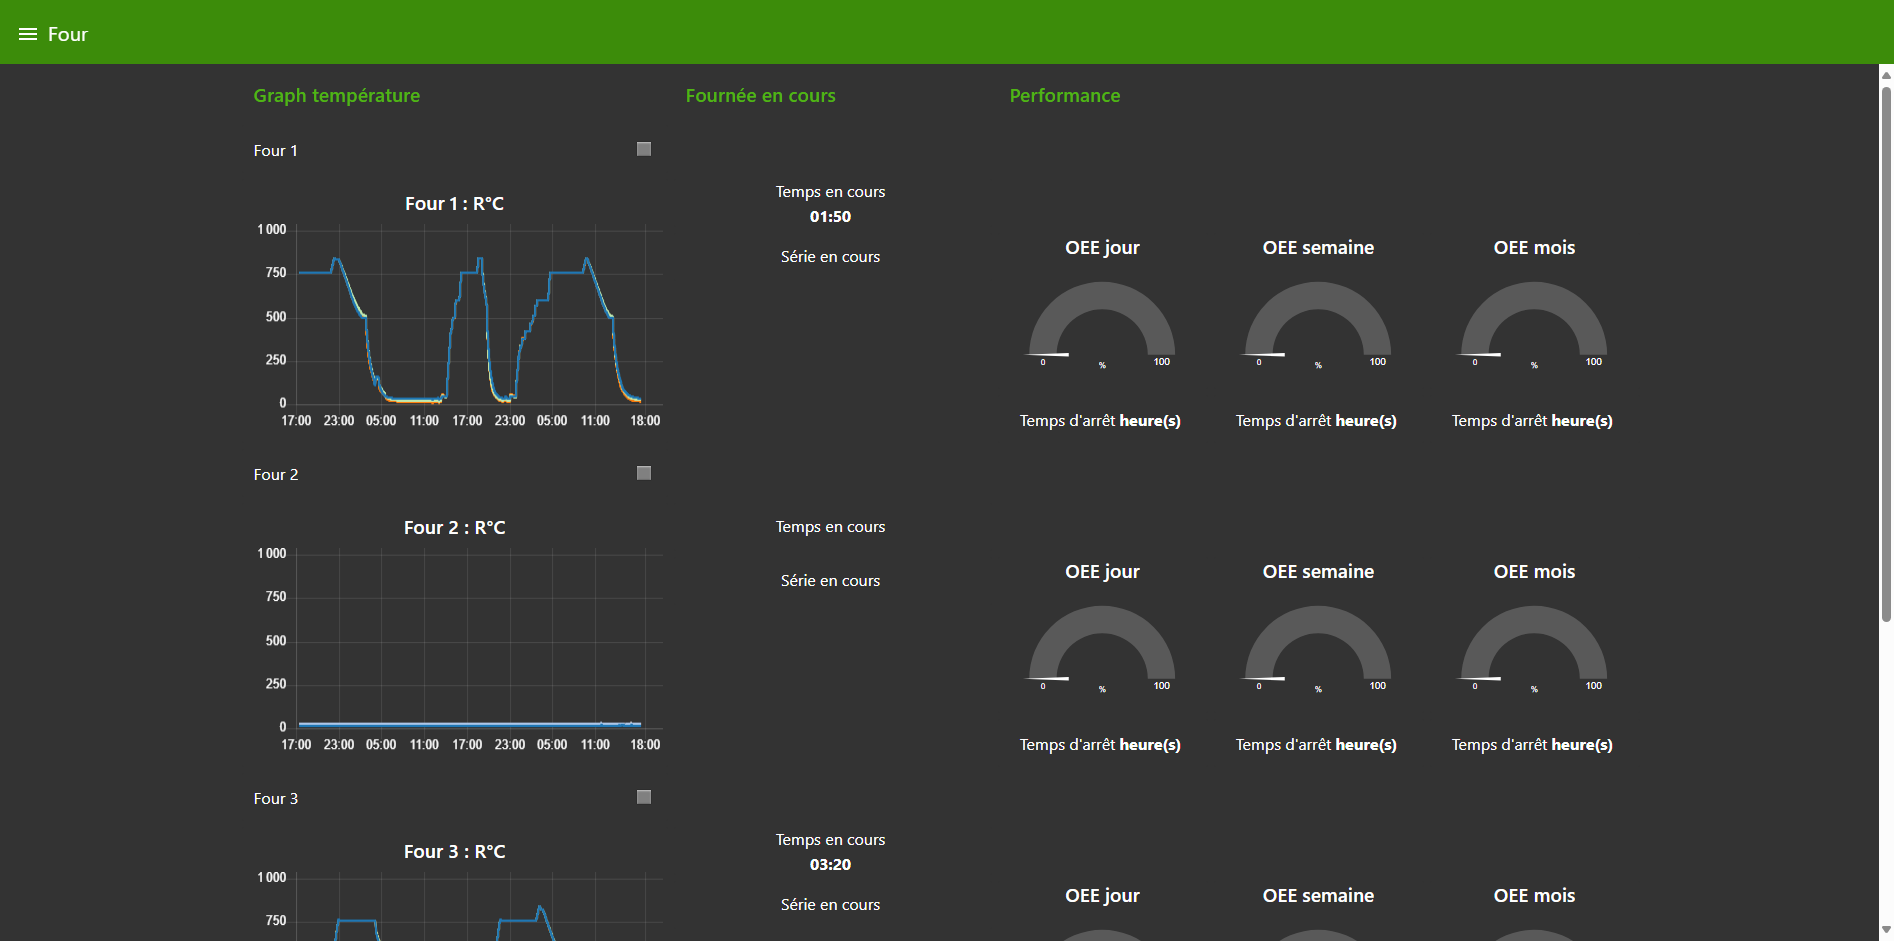 Four
Graph température
Fournée en cours
Performance
Four 1
Four 1 : R°C
1 000
750
500
250
0
17:00 23:00 05:00 11:00 17:00 23:00 05:00 11:00 18:00
Temps en cours
01:50
Série en cours
OEE jour
0 % 100
Temps d'arrêt heure(s)
OEE semaine
0 % 100
Temps d'arrêt heure(s)
OEE mois
0 % 100
Temps d'arrêt heure(s)
Four 2
Four 2 : R°C
1 000
750
500
250
0
17:00 23:00 05:00 11:00 17:00 23:00 05:00 11:00 18:00
Temps en cours
Série en cours
OEE jour
0 % 100
Temps d'arrêt heure(s)
OEE semaine
0 % 100
Temps d'arrêt heure(s)
OEE mois
0 % 100
Temps d'arrêt heure(s)
Four 3
Four 3 : R°C
1 000
750
Temps en cours
03:20
Série en cours
OEE jour
OEE semaine
OEE mois